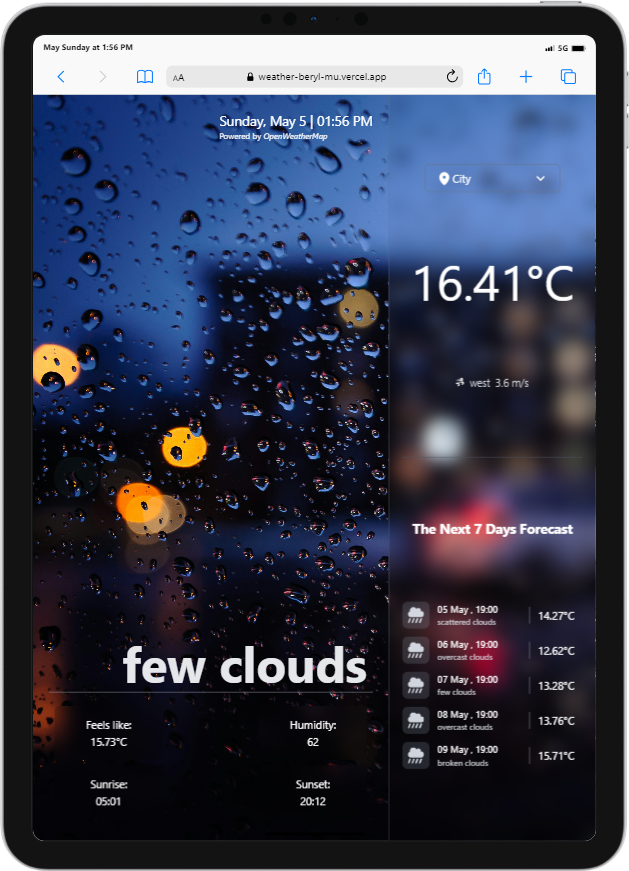 May Sunday at 1:56 PM
5G
AA
weather-beryl-mu.vercel.app
Sunday, May 5 | 01:56 PM
Powered by OpenWeatherMap
City
16.41°C
west 3.6 m/s
The Next 7 Days Forecast
05 May , 19:00
scattered clouds
14.27°C
06 May , 19:00
overcast clouds
12.62°C
07 May , 19:00
few clouds
13.28°C
08 May , 19:00
overcast clouds
13.76°C
09 May , 19:00
broken clouds
15.71°C
few clouds
Feels like:
15.73°C
Humidity:
62
Sunrise:
05:01
Sunset:
20:12